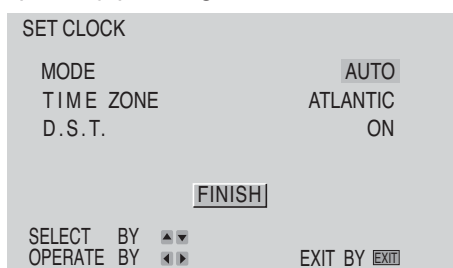 SET CLOCK
MODE AUTO
TIME ZONE ATLANTIC
D.S.T. ON
FINISH
SELECT BY ▲▼
OPERATE BY ◀▶ EXIT BY EXIT